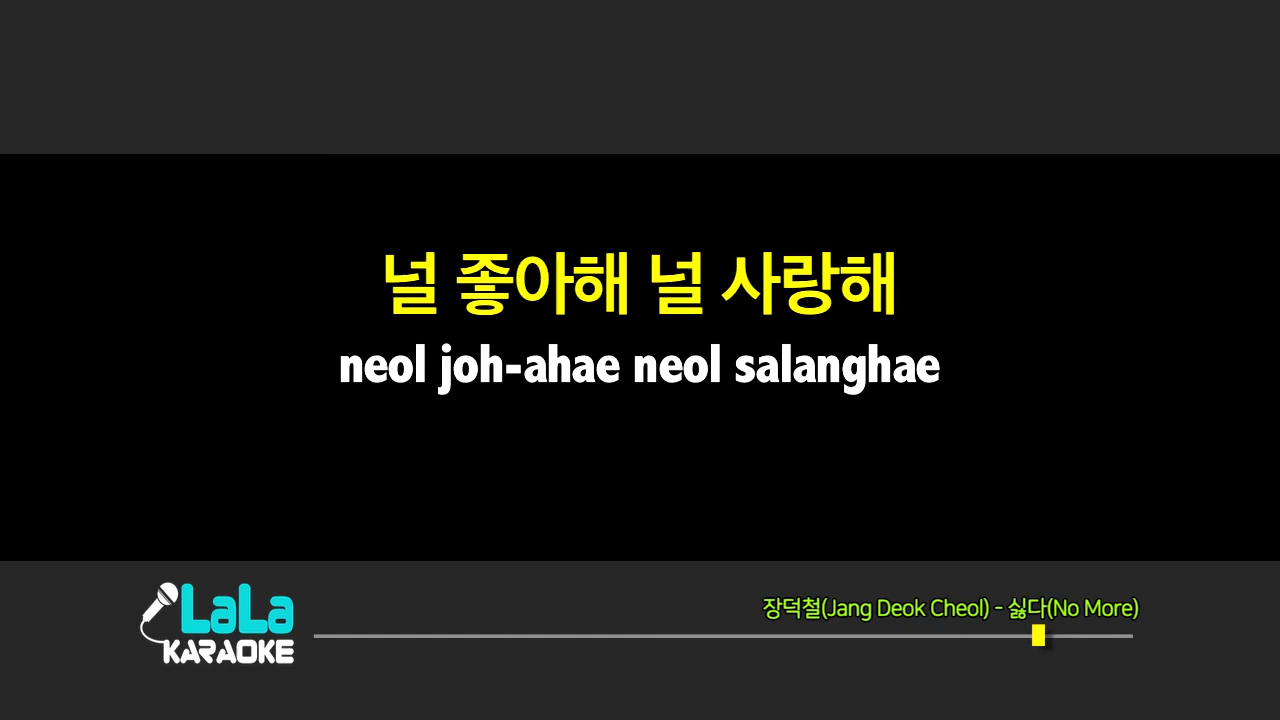 널 좋아해 널 사랑해
neol joh-ahae neol salanghae
장덕철(Jang Deok Cheol) - 싫다(No More)
LaLa
KARAOKE